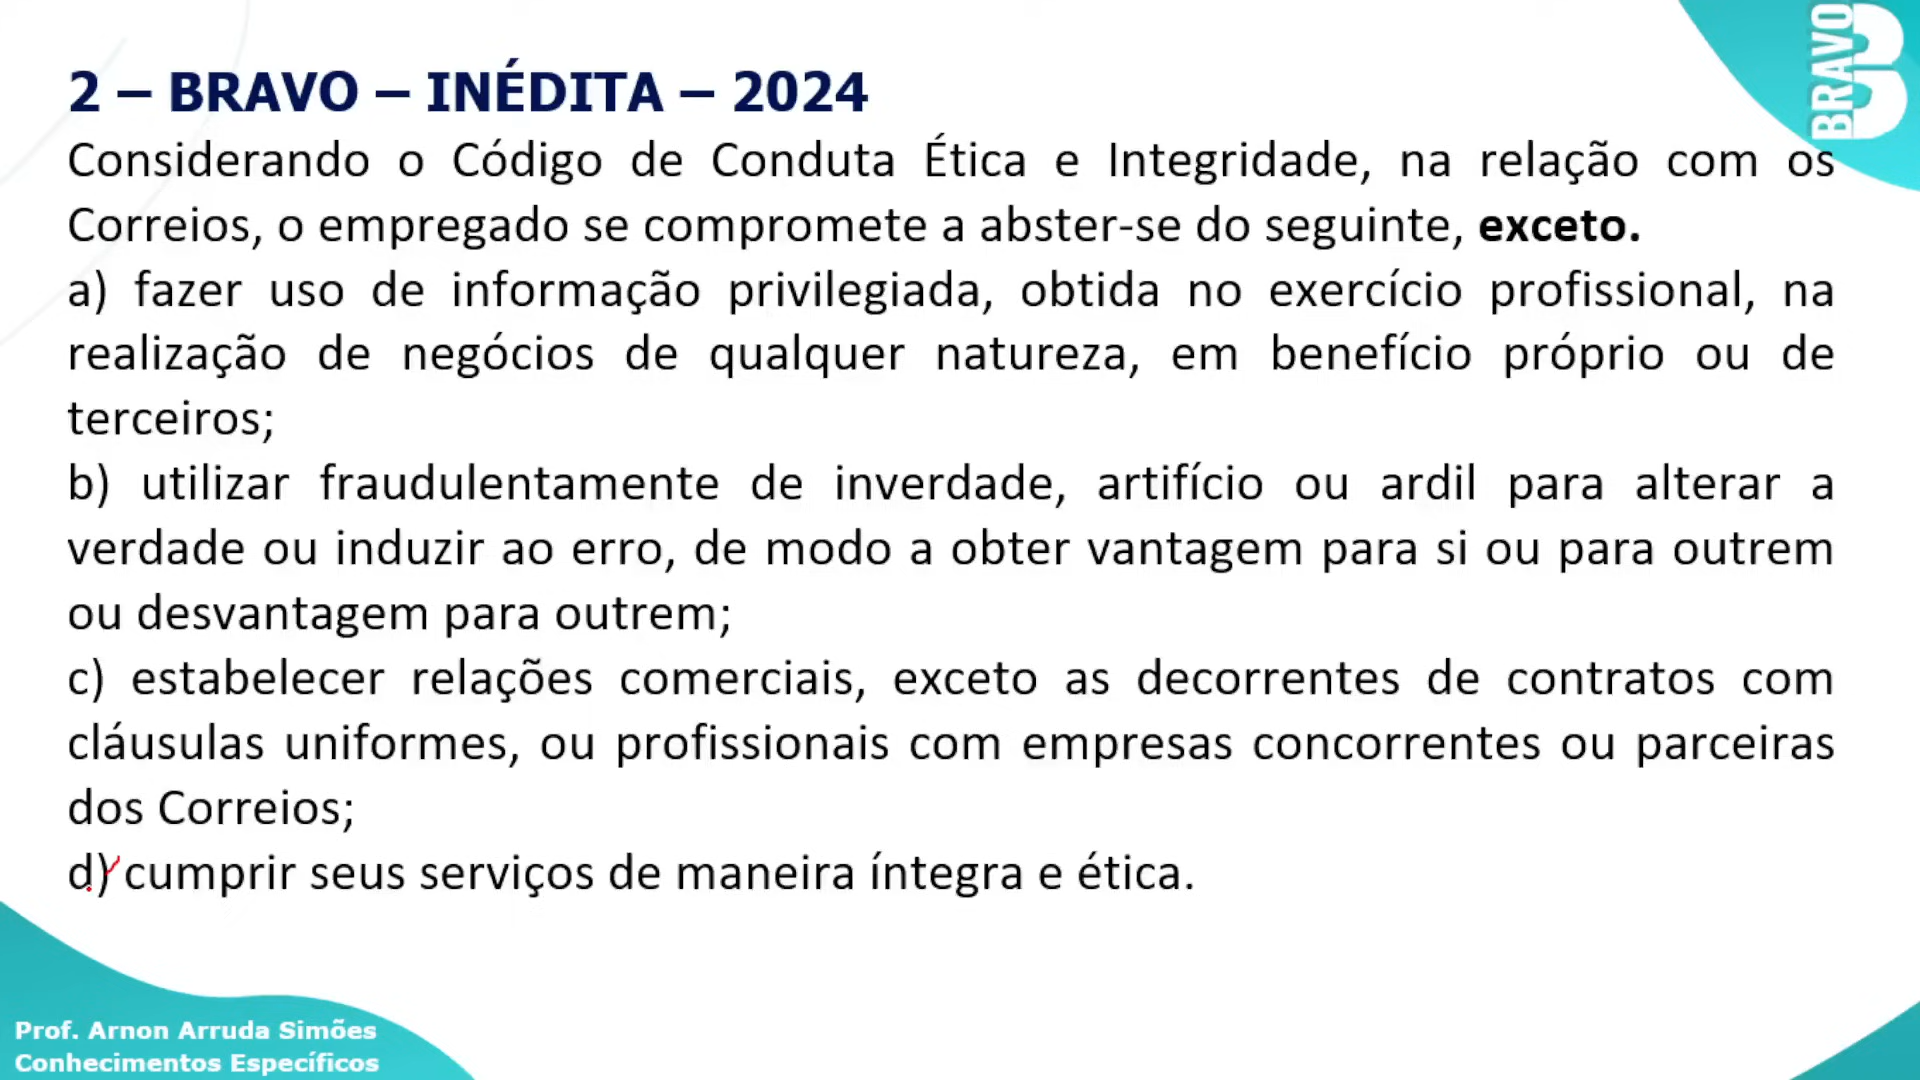 BRAVO
2 – BRAVO – INÉDITA – 2024
Considerando o Código de Conduta Ética e Integridade, na relação com os
Correios, o empregado se compromete a abster-se do seguinte, exceto.
a) fazer uso de informação privilegiada, obtida no exercício profissional, na
realização de negócios de qualquer natureza, em benefício próprio ou de
terceiros;
b) utilizar fraudulentamente de inverdade, artifício ou ardil para alterar a
verdade ou induzir ao erro, de modo a obter vantagem para si ou para outrem
ou desvantagem para outrem;
c) estabelecer relações comerciais, exceto as decorrentes de contratos com
cláusulas uniformes, ou profissionais com empresas concorrentes ou parceiras
dos Correios;
d) cumprir seus serviços de maneira íntegra e ética.
Prof. Arnon Arruda Simões
Conhecimentos Específicos